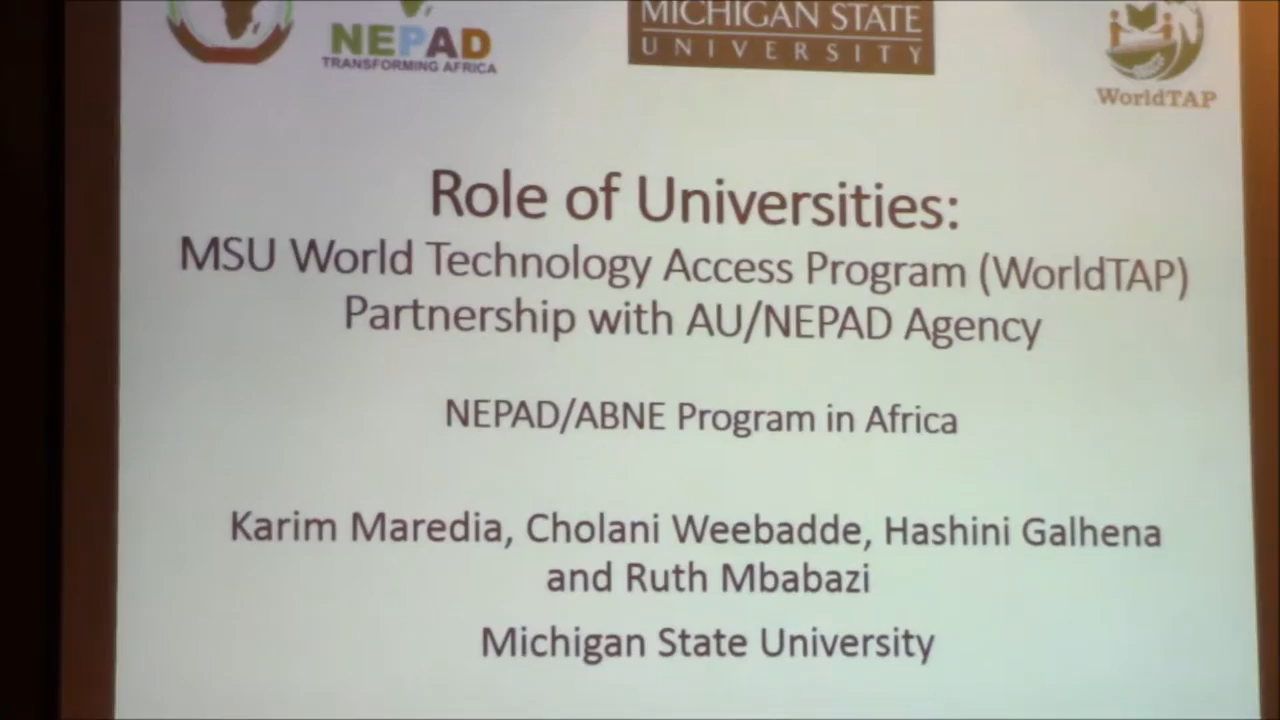 NEPAD
TRANSFORMING AFRICA
MICHIGAN STATE
UNIVERSITY
WorldTAP
Role of Universities:
MSU World Technology Access Program (WorldTAP)
Partnership with AU/NEPAD Agency
NEPAD/ABNE Program in Africa
Karim Maredia, Cholani Weebadde, Hashini Galhena
and Ruth Mbabazi
Michigan State University